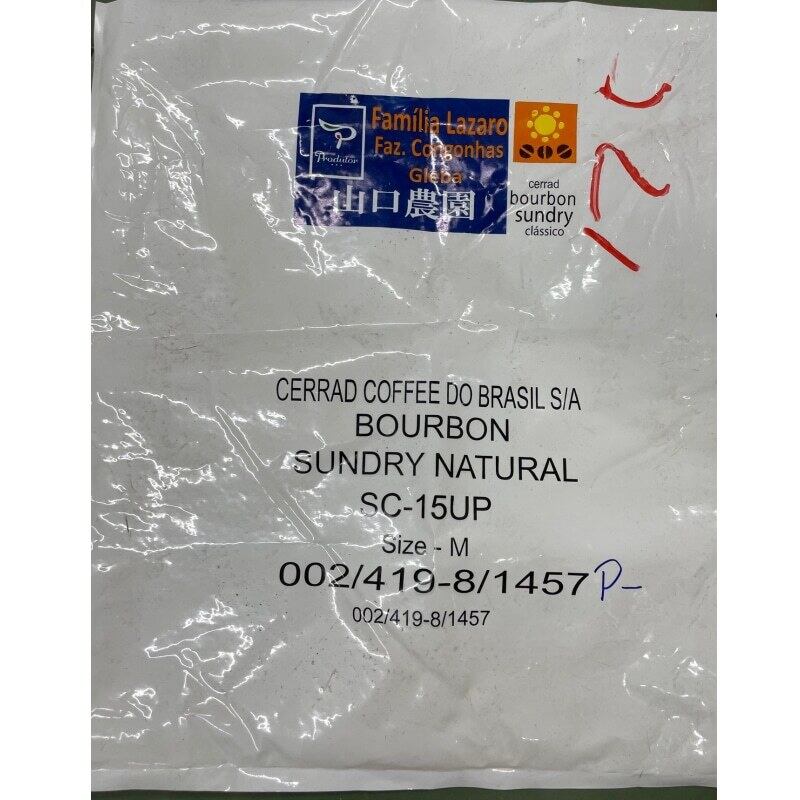 Família Lazaro
Faz. Congonhas
Gleba
山口農園
Produtor
cerrad
bourbon
sundry
clássico
CERRAD COFFEE DO BRASIL S/A
BOURBON
SUNDRY NATURAL
SC-15UP
Size - M
002/419-8/1457 P-
002/419-8/1457